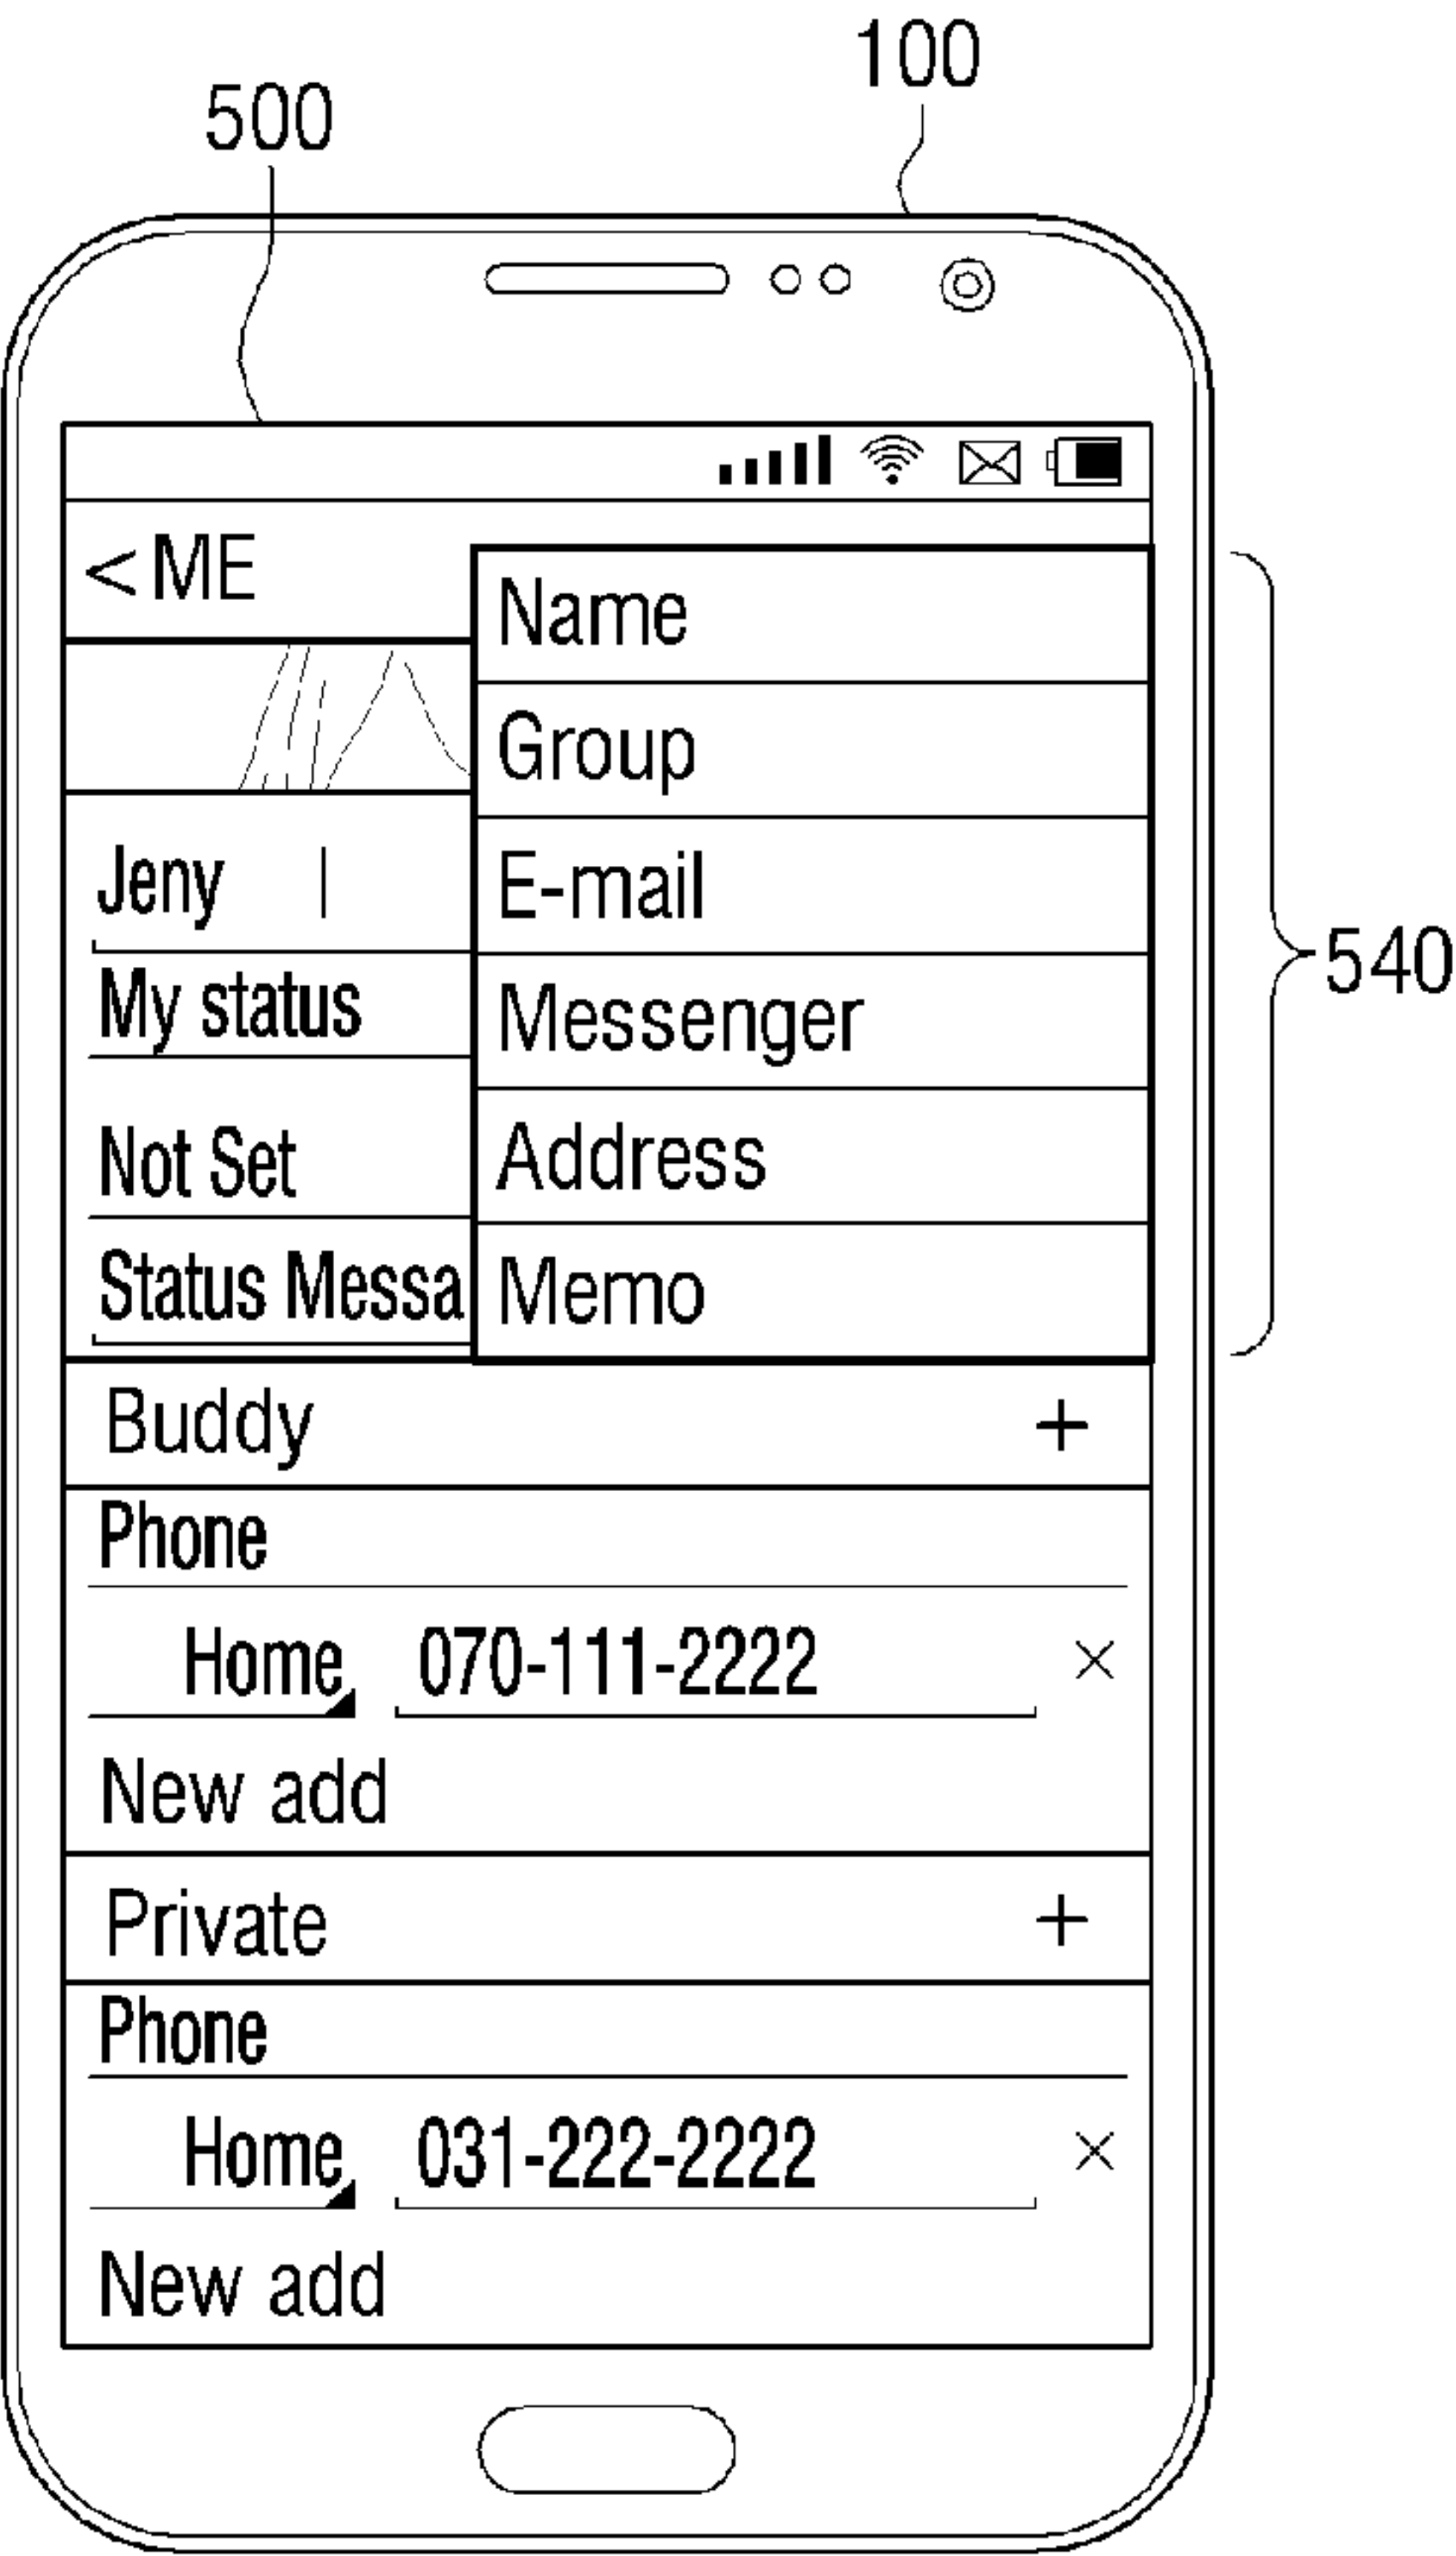 100
500
< ME
Name
Group
Jeny
E-mail
540
My status
Messenger
Not Set
Address
Status Messa
Memo
Buddy +
Phone
Home 070-111-2222 ×
New add
Private +
Phone
Home 031-222-2222 ×
New add